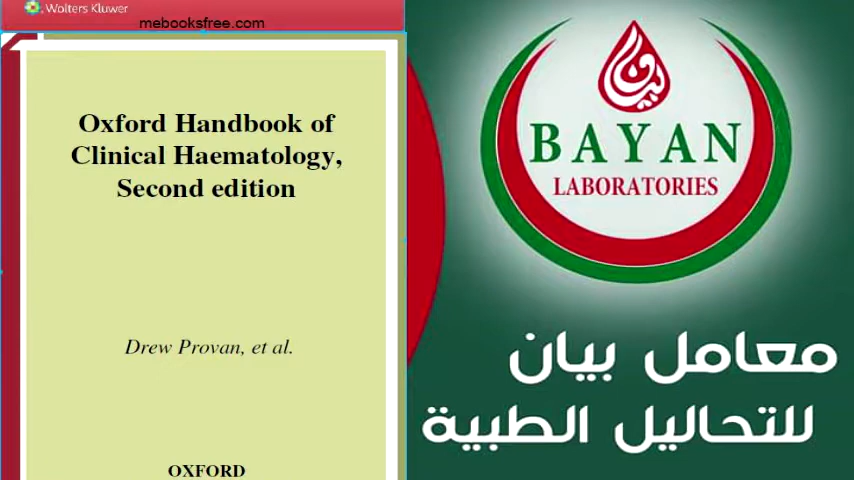 Wolters Kluwer
mebooksfree.com
Oxford Handbook of
Clinical Haematology,
Second edition
Drew Provan, et al.
OXFORD
بيان
BAYAN
LABORATORIES
معامل بيان
للتحاليل الطبية